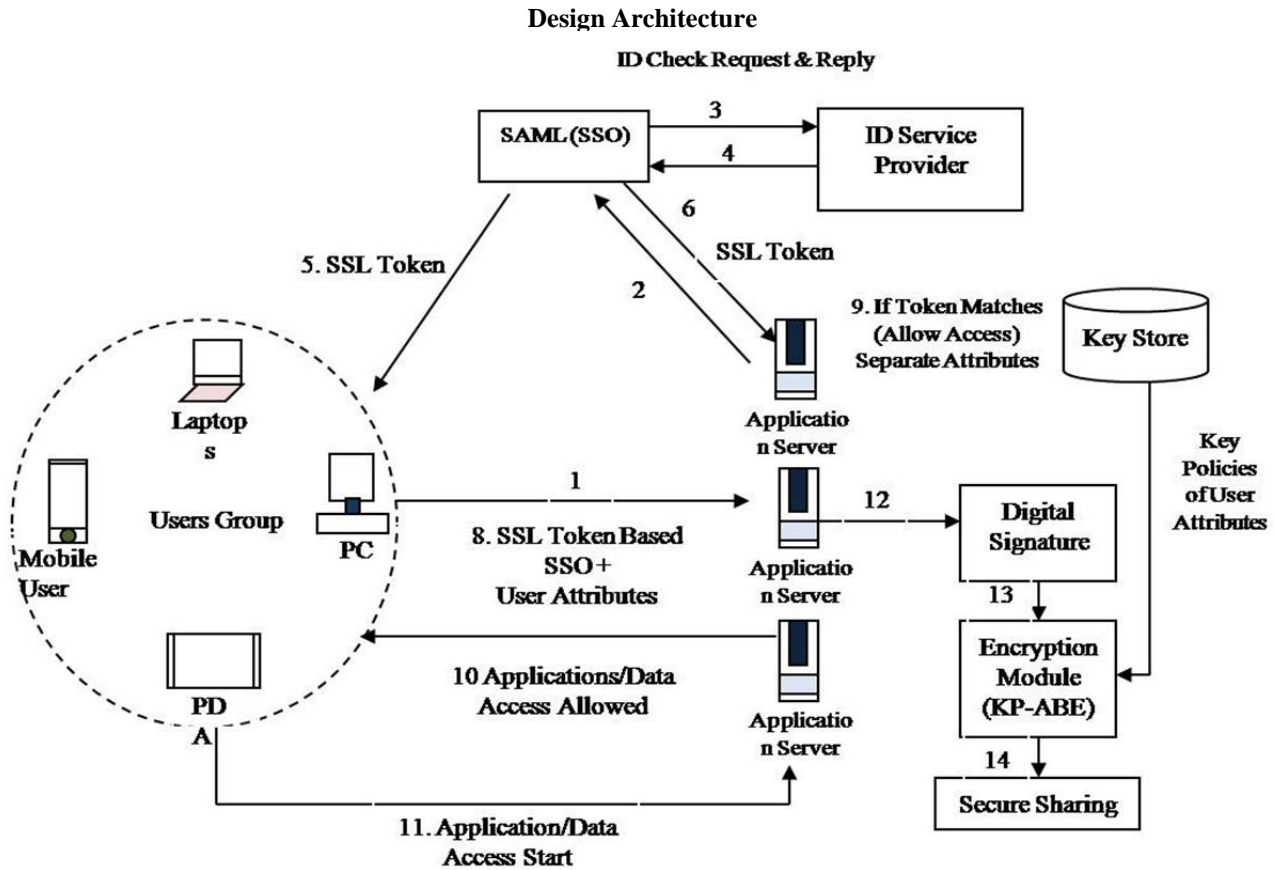 Design Architecture
ID Check Request & Reply
SAML (SSO)
3
4
ID Service
Provider
5. SSL Token
6
SSL Token
2
9. If Token Matches
(Allow Access)
Separate Attributes
Key Store
Laptop
s
Applicatio
n Server
Key
Policies
of User
Attributes
Mobile
User
Users Group
PC
1
8. SSL Token Based
SSO +
User Attributes
Applicatio
n Server
12
Digital
Signature
13
Encryption
Module
(KP-ABE)
PD
A
10 Applications/Data
Access Allowed
Applicatio
n Server
14
Secure Sharing
11. Application/Data
Access Start